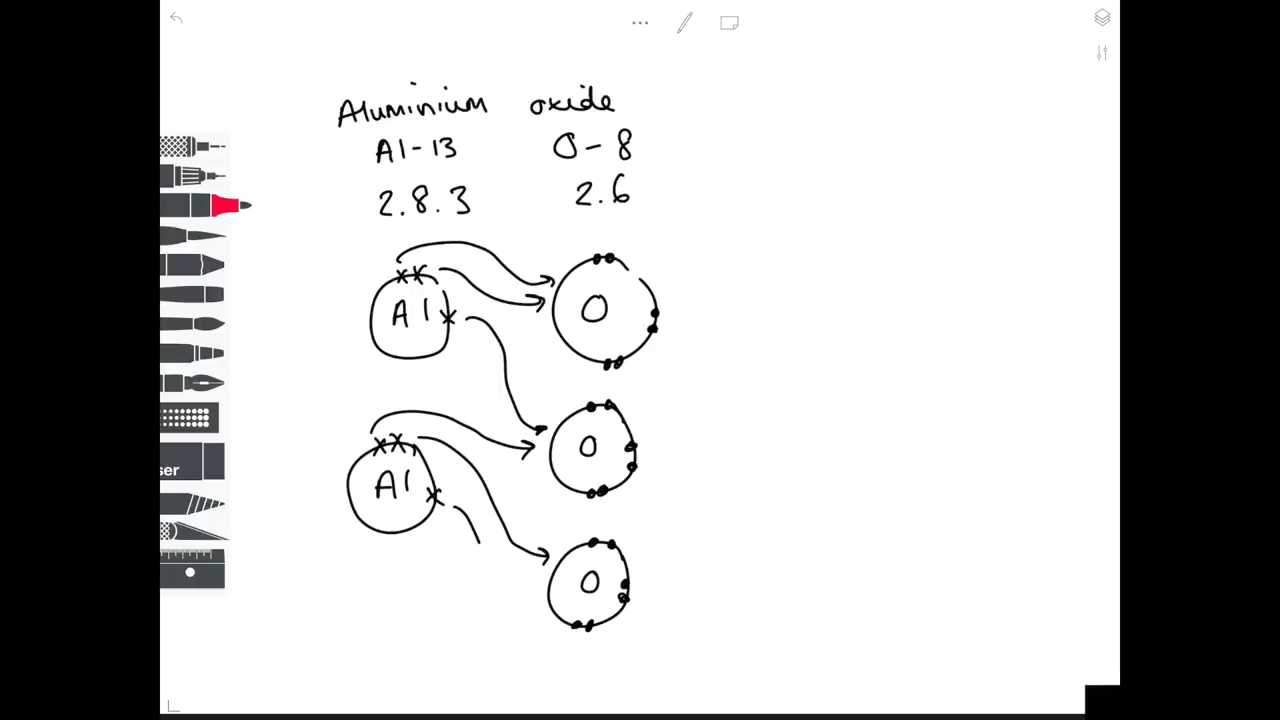 Aluminium oxide
Al-13 O-8
2.8.3 2.6
Al O
O
Al
O
ser